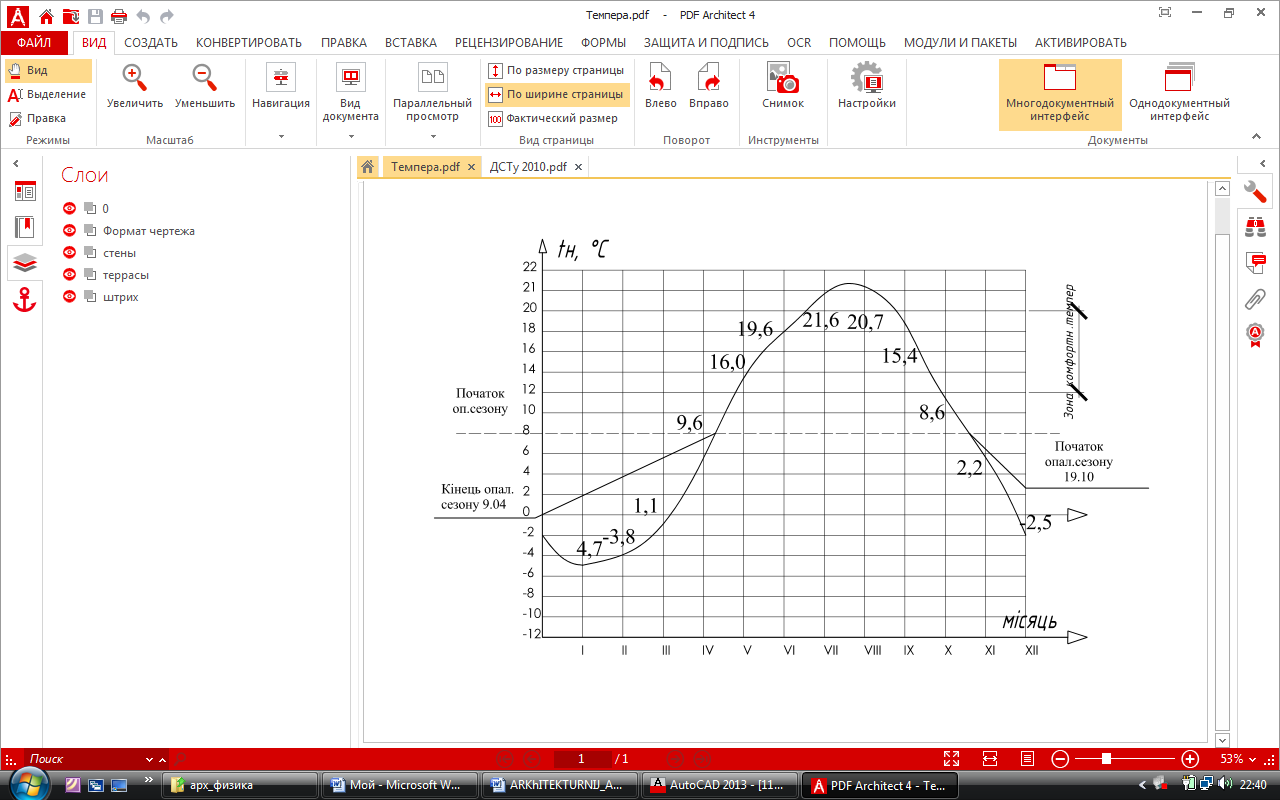 Темпера.pdf - PDF Architect 4
ФАЙЛ ВИД СОЗДАТЬ КОНВЕРТИРОВАТЬ ПРАВКА ВСТАВКА РЕЦЕНЗИРОВАНИЕ ФОРМЫ ЗАЩИТА И ПОДПИСЬ OCR ПОМОЩЬ МОДУЛИ И ПАКЕТЫ АКТИВИРОВАТЬ
Вид
Выделение
Правка
Режимы
Увеличить Уменьшить
Масштаб
Навигация
Вид документа
Параллельный просмотр
По размеру страницы
По ширине страницы
100 Фактический размер
Вид страницы
Влево Вправо
Поворот
Снимок
Инструменты
Настройки
Многодокументный интерфейс
Однодокументный интерфейс
Документы
Слои
0
Формат чертежа
стены
террасы
штрих
Темпера.pdf ДСТу 2010.pdf
tн, °C
22
21
20
18
16
14
12
10
8
6
4
2
0
-2
-4
-6
-8
-10
-12
Початок
оп.сезону
Кінець опал.
сезону 9.04
4,7
-3,8
1,1
9,6
16,0
19,6
21,6
20,7
15,4
8,6
2,2
-2,5
Зона комфортн.темпер
Початок
опал.сезону
19.10
місяць
I II III IV V VI VII VIII IX X XI XII
Поиск 1 / 1 53%
арх_физика Мой - Microsoft W... ARKhITEKTURNIJ_A... AutoCAD 2013 - [11... PDF Architect 4 - Те... 22:40